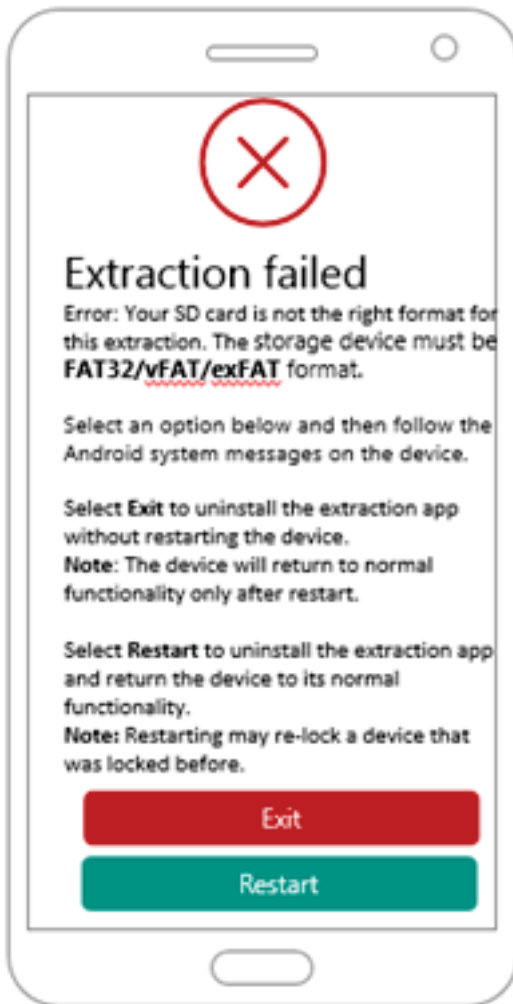 Extraction failed
Error: Your SD card is not the right format for
this extraction. The storage device must be
FAT32/vFAT/exFAT format.
Select an option below and then follow the
Android system messages on the device.
Select Exit to uninstall the extraction app
without restarting the device.
Note: The device will return to normal
functionality only after restart.
Select Restart to uninstall the extraction app
and return the device to its normal
functionality.
Note: Restarting may re-lock a device that
was locked before.
Exit
Restart